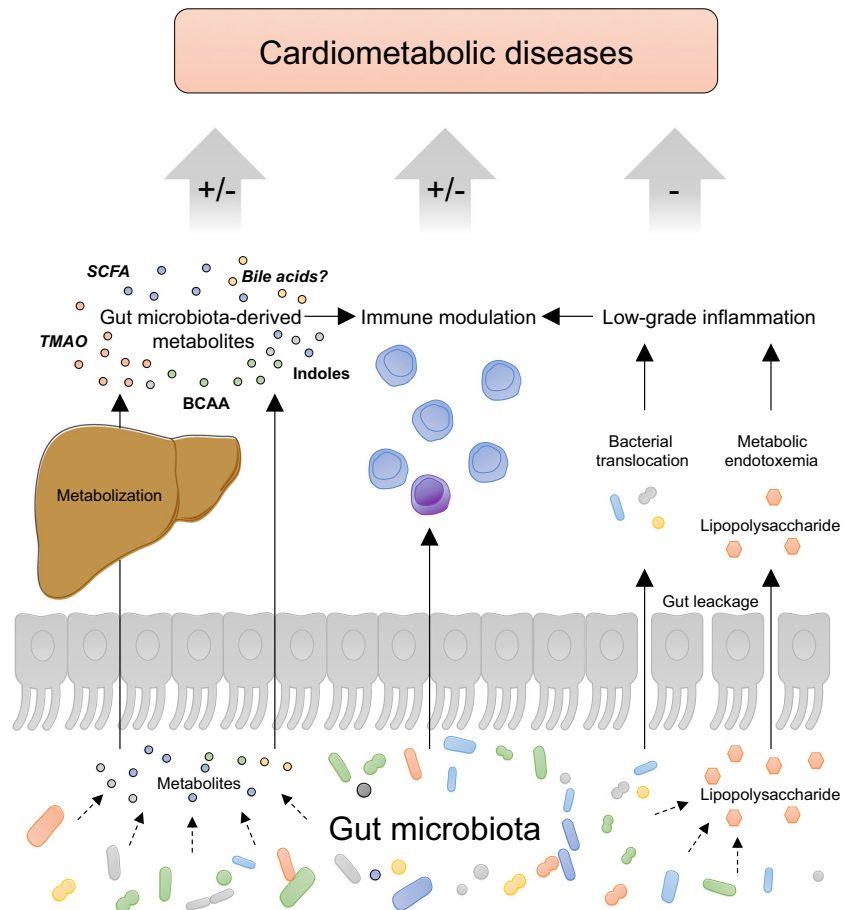 Cardiometabolic diseases
+/-
+/-
-
SCFA
Bile acids?
Gut microbiota-derived
metabolites
Immune modulation
Low-grade inflammation
TMAO
Indoles
BCAA
Bacterial
translocation
Metabolic
endotoxemia
Metabolization
Lipopolysaccharide
Gut leackage
Metabolites
Lipopolysaccharide
Gut microbiota